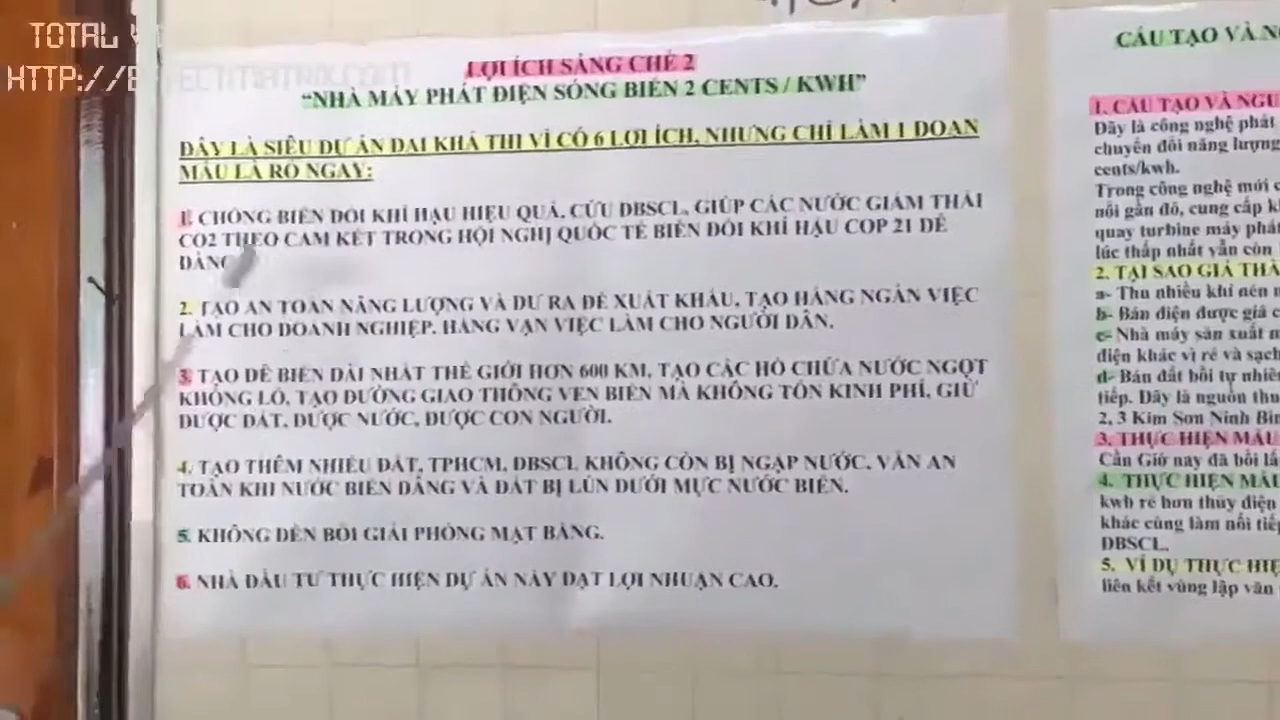 TOTAL
HTTP://EFFECTMATRIX.COM
LỢI ÍCH SÁNG CHẾ 2
“NHÀ MÁY PHÁT ĐIỆN SÓNG BIỂN 2 CENTS / KWH”
ĐÂY LÀ SIÊU DỰ ÁN ĐẠI KHẢ THI VÌ CÓ 6 LỢI ÍCH, NHƯNG CHỈ LÀM 1 ĐOẠN
MẪU LÀ RÕ NGAY:
1. CHỐNG BIẾN ĐỔI KHÍ HẬU HIỆU QUẢ, CỨU ĐBSCL, GIÚP CÁC NƯỚC GIẢM THẢI
CO2 THEO CAM KẾT TRONG HỘI NGHỊ QUỐC TẾ BIẾN ĐỔI KHÍ HẬU COP 21 DỄ
DÀNG
2. TẠO AN TOÀN NĂNG LƯỢNG VÀ DƯ RA ĐỂ XUẤT KHẨU, TẠO HÀNG NGÀN VIỆC
LÀM CHO DOANH NGHIỆP, HÀNG VẠN VIỆC LÀM CHO NGƯỜI DÂN.
3. TẠO ĐÊ BIỂN DÀI NHẤT THẾ GIỚI HƠN 600 KM, TẠO CÁC HỒ CHỨA NƯỚC NGỌT
KHỔNG LỒ, TẠO ĐƯỜNG GIAO THÔNG VEN BIỂN MÀ KHÔNG TỐN KINH PHÍ, GIỮ
ĐƯỢC ĐẤT, ĐƯỢC NƯỚC, ĐƯỢC CON NGƯỜI.
4. TẠO THÊM NHIỀU ĐẤT, TPHCM, ĐBSCL KHÔNG CÒN BỊ NGẬP NƯỚC, VẪN AN
TOÀN KHI NƯỚC BIỂN DÂNG VÀ ĐẤT BỊ LÚN DƯỚI MỰC NƯỚC BIỂN.
5. KHÔNG ĐỀN BỒI GIẢI PHÓNG MẶT BẰNG.
6. NHÀ ĐẦU TƯ THỰC HIỆN DỰ ÁN NÀY ĐẠT LỢI NHUẬN CAO.
CẤU TẠO VÀ
1. CẤU TẠO VÀ
Đây là công nghệ phát
chuyển đổi năng lượng
cents/kwh.
Trong công nghệ mới
nối gần đó, cung cấp
quay turbine máy phát
lúc thấp nhất vẫn còn
2. TẠI SAO GIÁ
a- Thu nhiều khí nén
b- Bán điện được giá
c- Nhà máy sản xuất
điện khác vì rẻ và sạch
d- Bán đất bồi tự nhiên
tiếp. Đây là nguồn thu
2, 3 Kim Sơn Ninh
3. THỰC HIỆN MẪU
Cần Giờ nay đã bồi
4. THỰC HIỆN MẪU
kwh rẻ hơn thủy điện
khác cùng làm nối tiếp
ĐBSCL.
5. VÍ DỤ THỰC
liên kết vùng lập văn